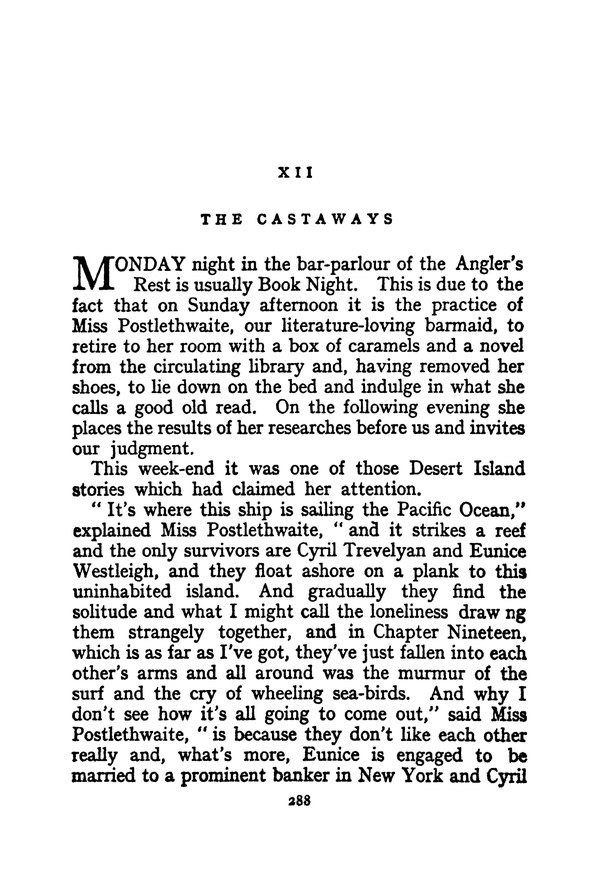 XII
THE CASTAWAYS
MONDAY night in the bar-parlour of the Angler's
Rest is usually Book Night. This is due to the
fact that on Sunday afternoon it is the practice of
Miss Postlethwaite, our literature-loving barmaid, to
retire to her room with a box of caramels and a novel
from the circulating library and, having removed her
shoes, to lie down on the bed and indulge in what she
calls a good old read. On the following evening she
places the results of her researches before us and invites
our judgment.
This week-end it was one of those Desert Island
stories which had claimed her attention.
" It's where this ship is sailing the Pacific Ocean,"
explained Miss Postlethwaite, " and it strikes a reef
and the only survivors are Cyril Trevelyan and Eunice
Westleigh, and they float ashore on a plank to this
uninhabited island. And gradually they find the
solitude and what I might call the loneliness draw ng
them strangely together, and in Chapter Nineteen,
which is as far as I've got, they've just fallen into each
other's arms and all around was the murmur of the
surf and the cry of wheeling sea-birds. And why I
don't see how it's all going to come out," said Miss
Postlethwaite, " is because they don't like each other
really and, what's more, Eunice is engaged to be
married to a prominent banker in New York and Cyril
288